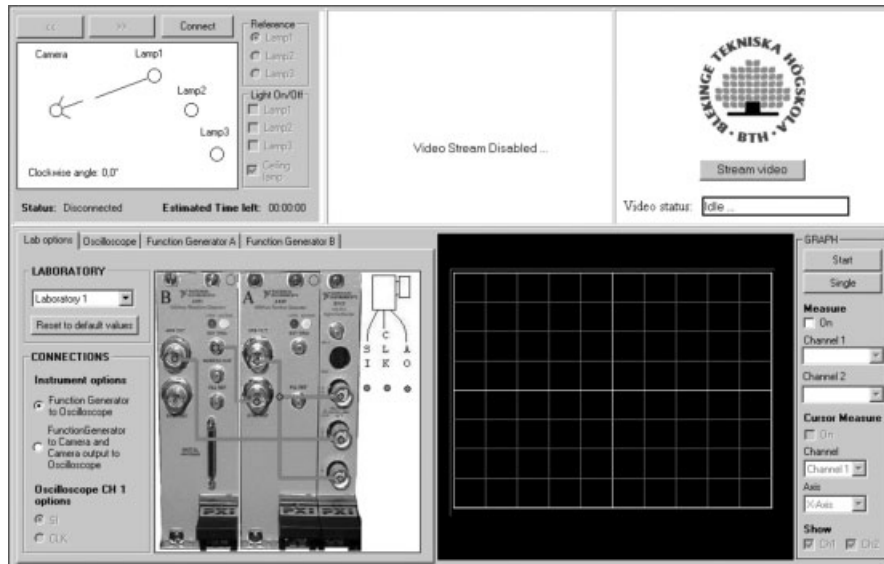 <<
>>
Connect
Camera
Lamp1
Lamp2
Lamp3
Clockwise angle: 0,0°
Reference
Lamp1
Lamp2
Lamp3
Light On/Off
Lamp1
Lamp2
Lamp3
Ceiling
lamp
Status: Disconnected
Estimated Time left: 00:00:00
Video Stream Disabled ...
BLEKINGE TEKNISKA HÖGSKOLA
· BTH ·
Stream video
Video status: Idle ...
Lab options
Oscilloscope
Function Generator A
Function Generator B
LABORATORY
Laboratory 1
Reset to default values
CONNECTIONS
Instrument options
Function Generator
to Oscilloscope
FunctionGenerator
to Camera and
Camera output to
Oscilloscope
Oscilloscope CH 1
options
SI
CLK
B
A
SI
CLK
AO
PXI
PXI
PXI
GRAPH
Start
Single
Measure
On
Channel 1
Channel 2
Cursor Measure
On
Channel
Channel 1
Axis
X-Axis
Show
Ch1
Ch2